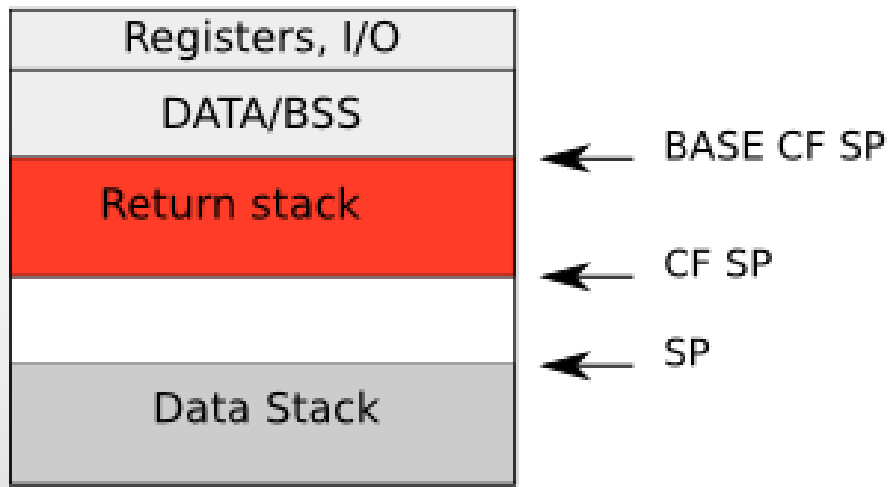 Registers, I/O
DATA/BSS
BASE CF SP
Return stack
CF SP
SP
Data Stack